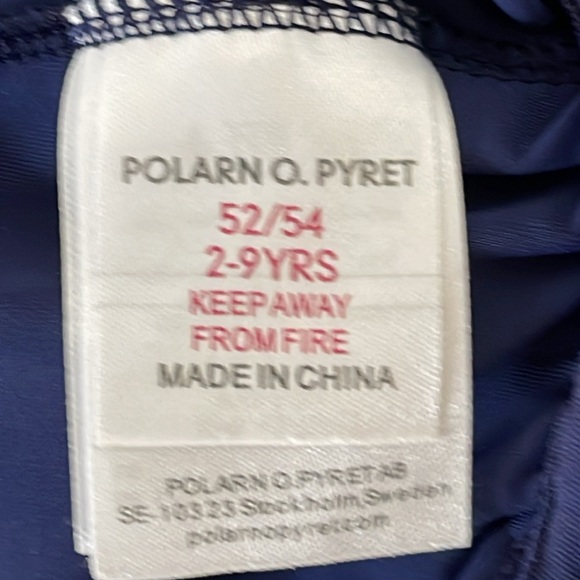 POLARN O. PYRET
52/54
2-9YRS
KEEP AWAY
FROM FIRE
MADE IN CHINA
POLARN O.PYRET AB
SE-103 23 Stockholm, Sweden
polarnopyret.com